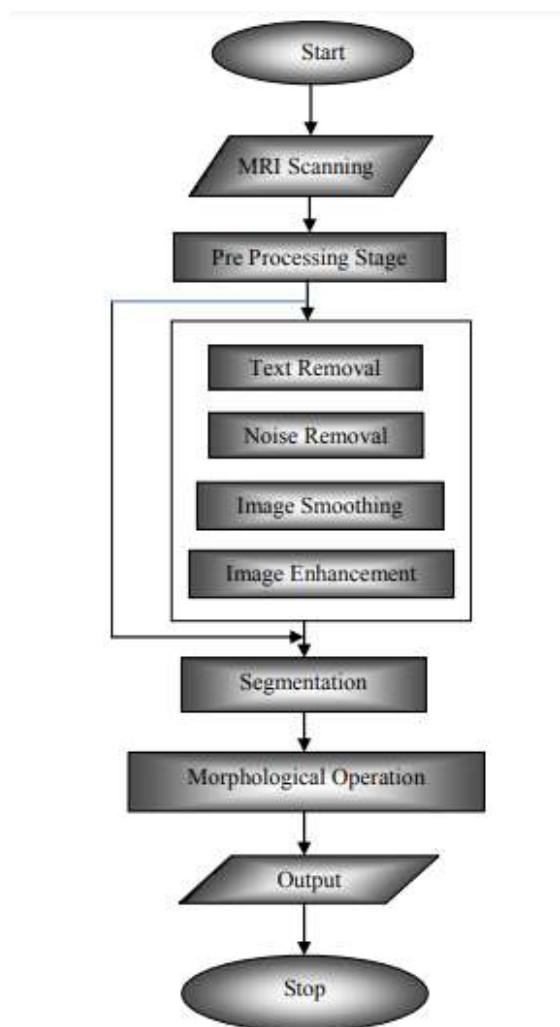 Start
MRI Scanning
Pre Processing Stage
Text Removal
Noise Removal
Image Smoothing
Image Enhancement
Segmentation
Morphological Operation
Output
Stop